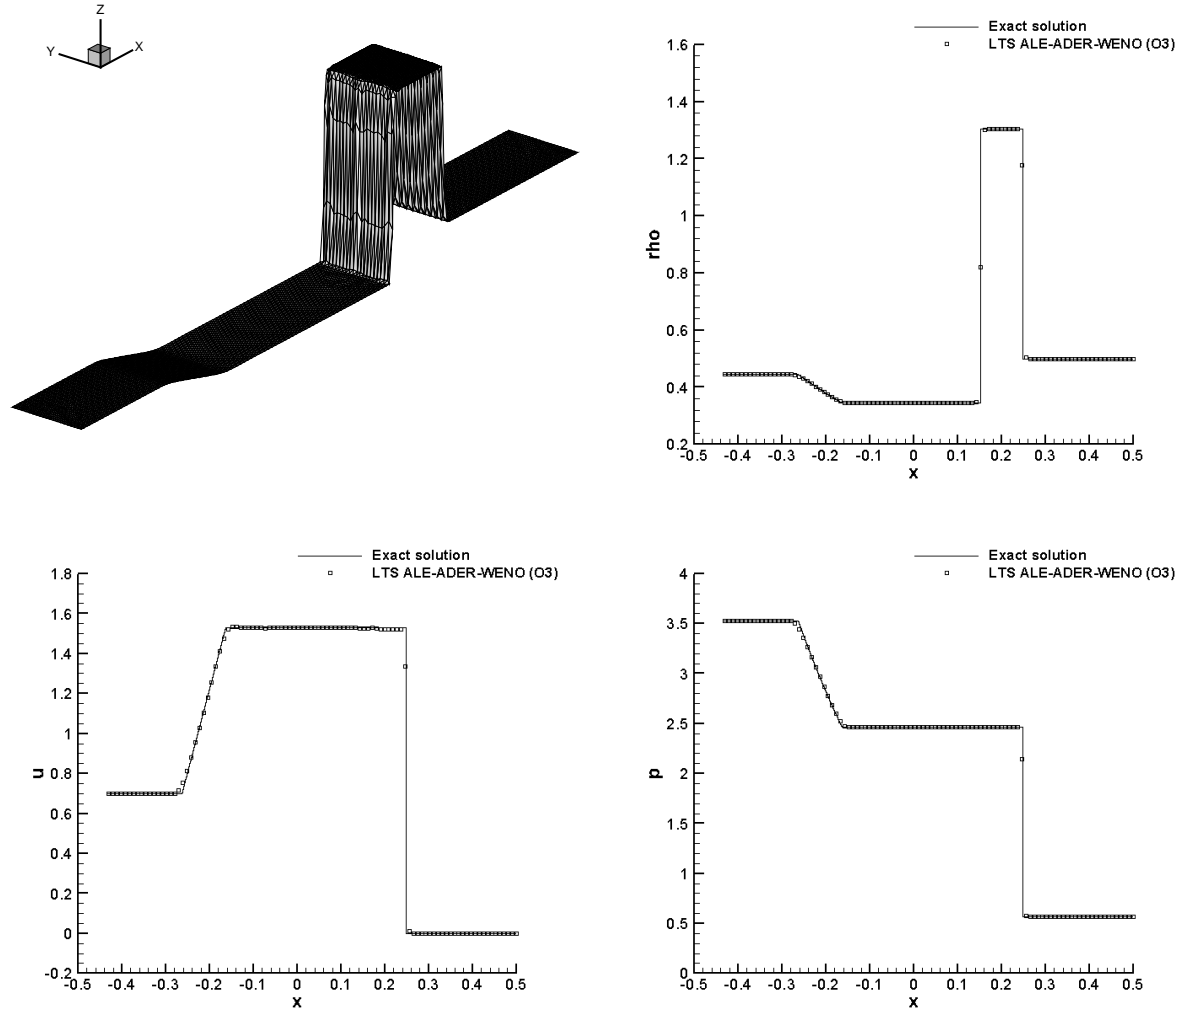 Z
Y
X
Exact solution
LTS ALE-ADER-WENO (O3)
1.6
1.4
1.2
1
0.8
0.6
0.4
0.2
rho
-0.5 -0.4 -0.3 -0.2 -0.1 0 0.1 0.2 0.3 0.4 0.5
x
Exact solution
LTS ALE-ADER-WENO (O3)
1.8
1.6
1.4
1.2
1
0.8
0.6
0.4
0.2
0
-0.2
u
-0.5 -0.4 -0.3 -0.2 -0.1 0 0.1 0.2 0.3 0.4 0.5
x
Exact solution
LTS ALE-ADER-WENO (O3)
4
3.5
3
2.5
2
1.5
1
0.5
0
p
-0.5 -0.4 -0.3 -0.2 -0.1 0 0.1 0.2 0.3 0.4 0.5
x